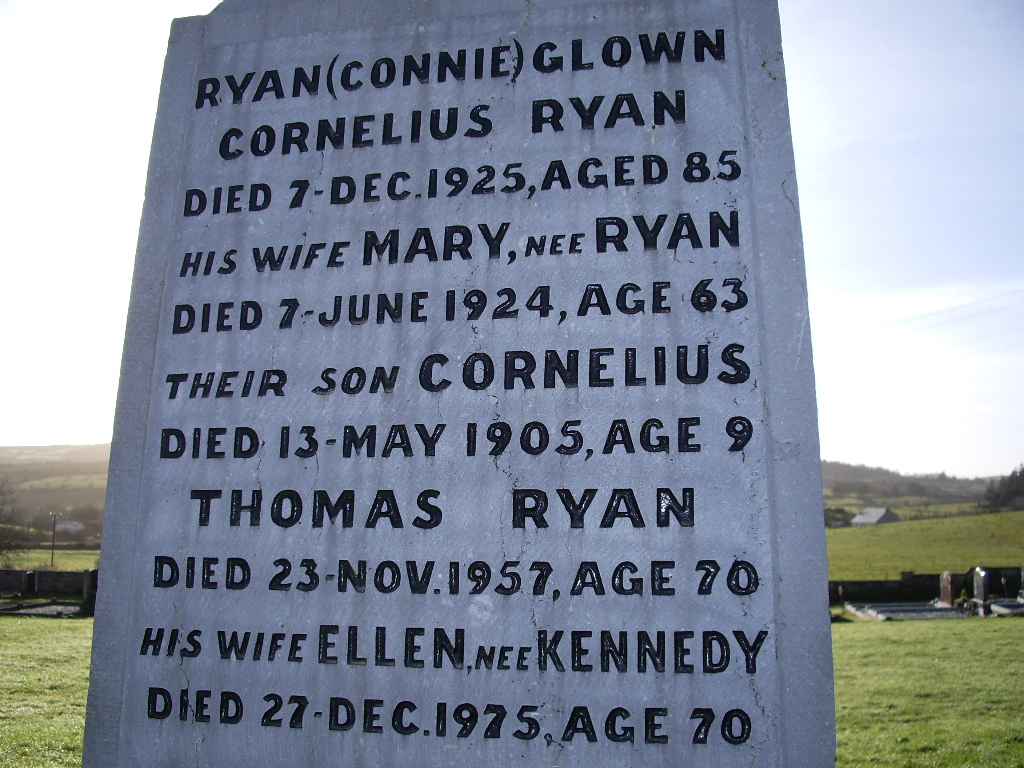 RYAN (CONNIE) GLOWN
CORNELIUS RYAN
DIED 7-DEC.1925, AGED 85
HIS WIFE MARY, NEE RYAN
DIED 7-JUNE 1924, AGE 63
THEIR SON CORNELIUS
DIED 13-MAY 1905, AGE 9
THOMAS RYAN
DIED 23-NOV.1957, AGE 70
HIS WIFE ELLEN, NEE KENNEDY
DIED 27-DEC.1975, AGE 70